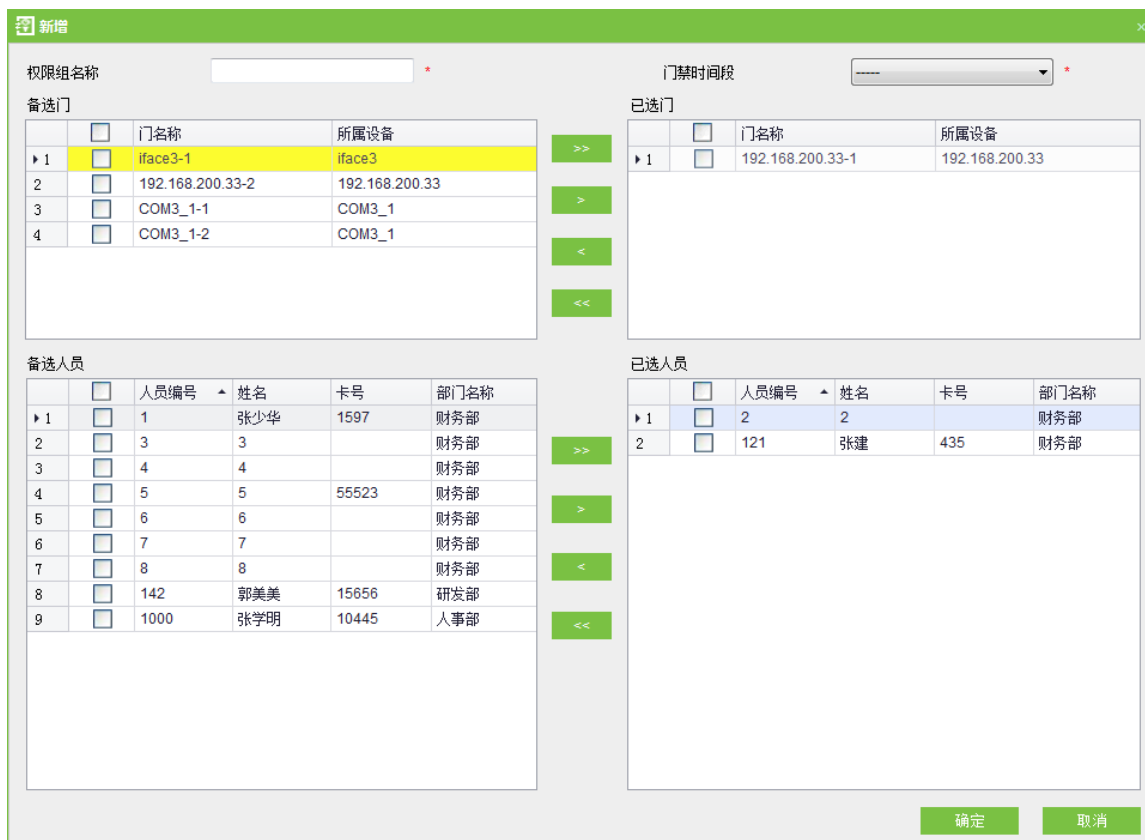 新增 ×
权限组名称 * 门禁时间段 ----- *
备选门 已选门
门名称 所属设备 >> 门名称 所属设备
1 iface3-1 iface3 1 192.168.200.33-1 192.168.200.33
2 192.168.200.33-2 192.168.200.33 >
3 COM3_1-1 COM3_1
4 COM3_1-2 COM3_1 <
<<
备选人员 已选人员
人员编号 姓名 卡号 部门名称 人员编号 姓名 卡号 部门名称
1 1 张少华 1597 财务部 1 2 2 财务部
2 3 3 财务部 >> 2 121 张建 435 财务部
3 4 4 财务部
4 5 5 55523 财务部 >
5 6 6 财务部
6 7 7 财务部
7 8 8 财务部 <
8 142 郭美美 15656 研发部
9 1000 张学明 10445 人事部 <<
确定 取消